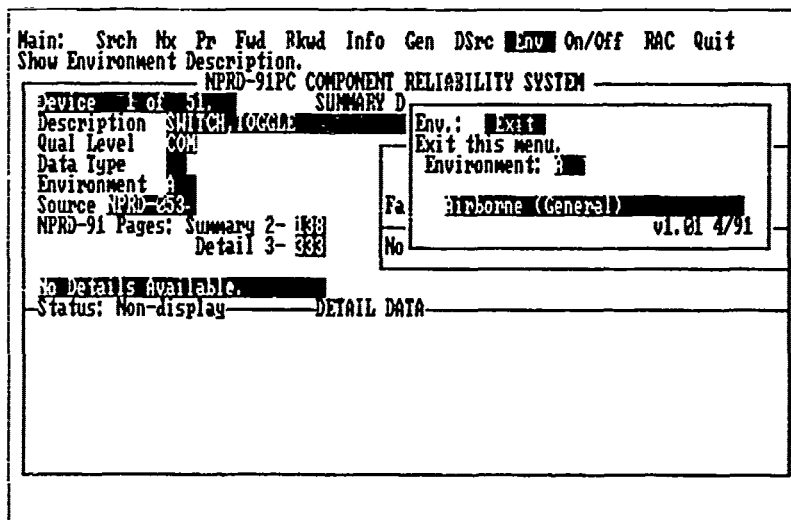 Main: Srch Nx Pr Fwd Bkwd Info Gen DSrc Env On/Off RAC Quit
Show Environment Description.
NPRD-91PC COMPONENT RELIABILITY SYSTEM
Device 1 of 51. SUMMARY D
Description SWITCH,TOGGLE Env.: Exit
Qual Level COM Exit this menu.
Data Type Environment: A
Environment A
Source NPRD-053- Fa Airborne (General)
NPRD-91 Pages: Summary 2- 138 v1.01 4/91
Detail 3- 333 No
No Details Available.
Status: Non-display DETAIL DATA